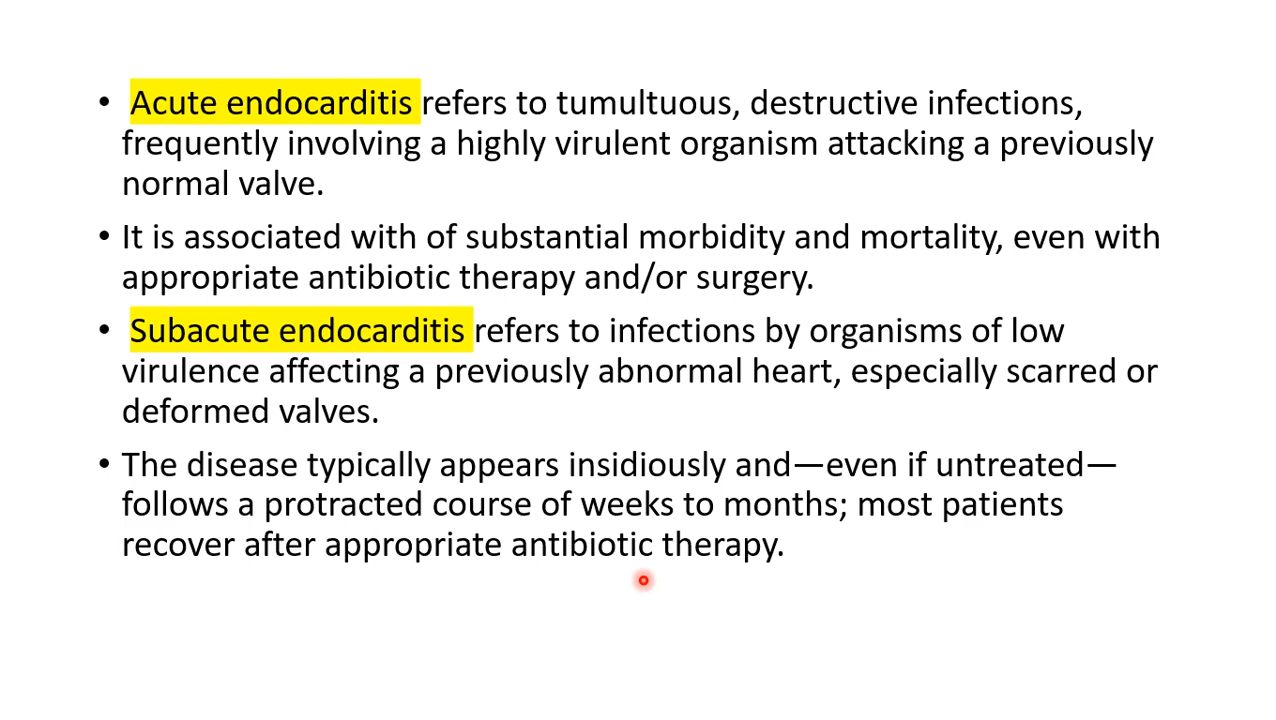 • Acute endocarditis refers to tumultuous, destructive infections,
frequently involving a highly virulent organism attacking a previously
normal valve.
• It is associated with of substantial morbidity and mortality, even with
appropriate antibiotic therapy and/or surgery.
• Subacute endocarditis refers to infections by organisms of low
virulence affecting a previously abnormal heart, especially scarred or
deformed valves.
• The disease typically appears insidiously and—even if untreated—
follows a protracted course of weeks to months; most patients
recover after appropriate antibiotic therapy.